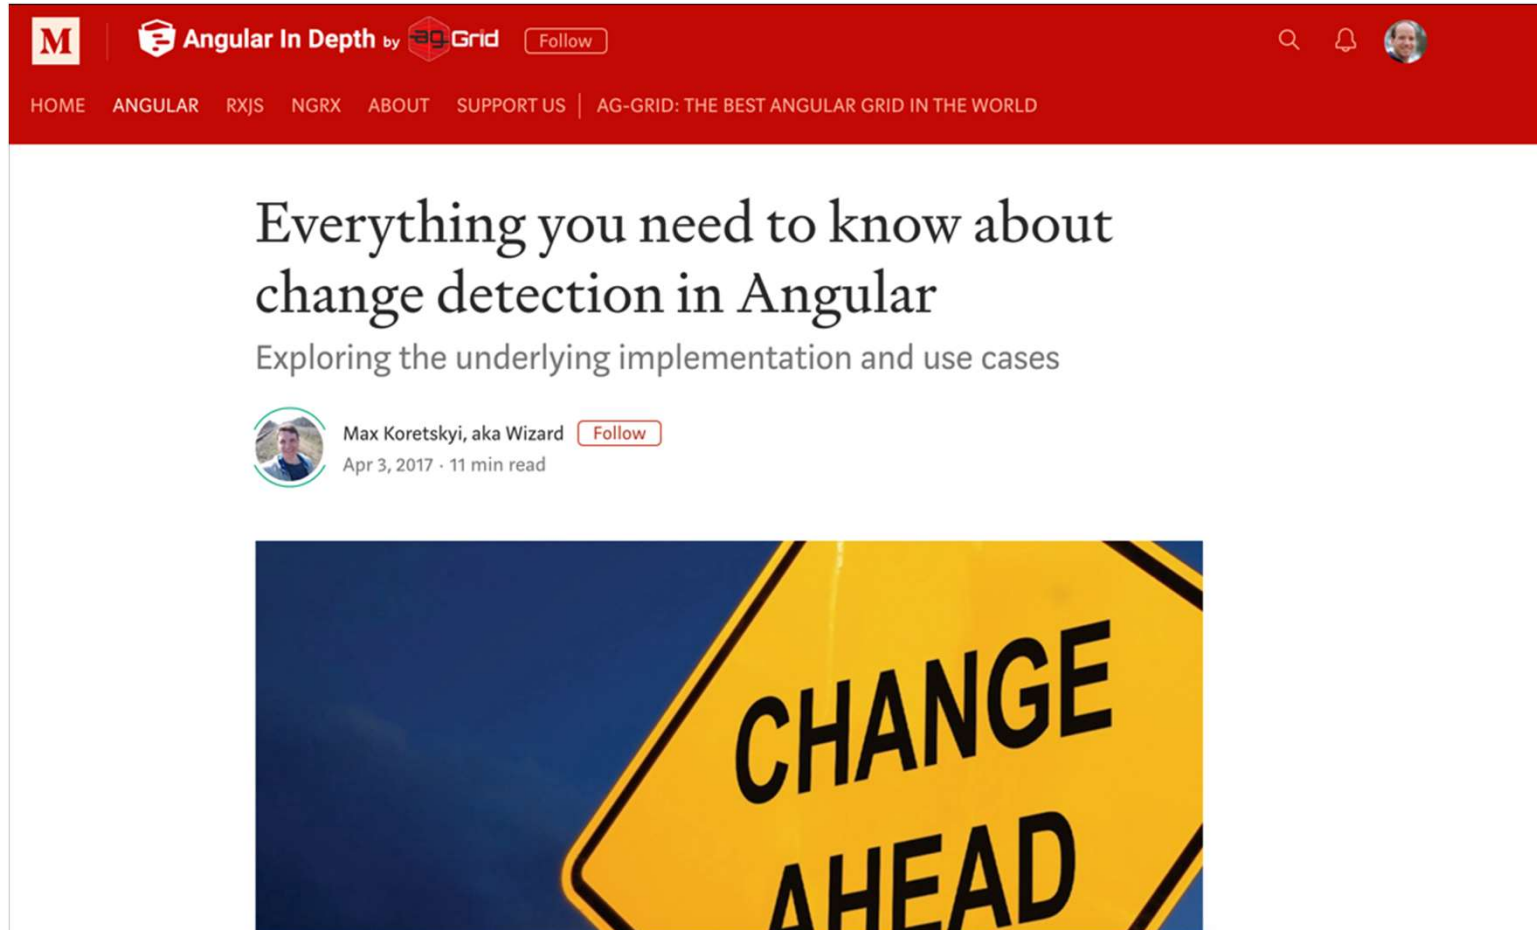 M Angular In Depth by ag-Grid Follow
HOME ANGULAR RXJS NGRX ABOUT SUPPORT US AG-GRID: THE BEST ANGULAR GRID IN THE WORLD
Everything you need to know about
change detection in Angular
Exploring the underlying implementation and use cases
Max Koretskyi, aka Wizard Follow
Apr 3, 2017 · 11 min read
CHANGE
AHEAD